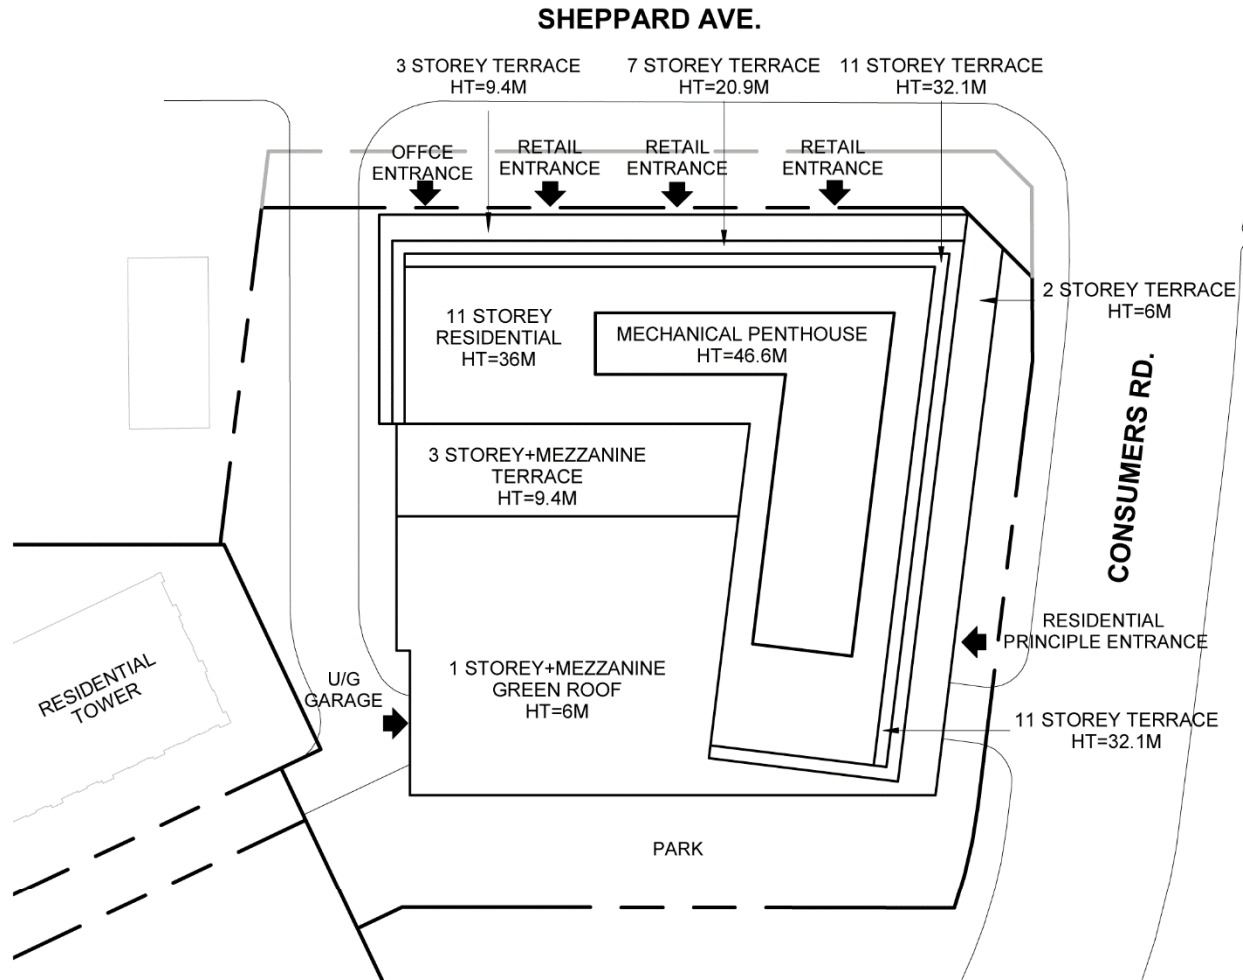 SHEPPARD AVE.
3 STOREY TERRACE
HT=9.4M
7 STOREY TERRACE
HT=20.9M
11 STOREY TERRACE
HT=32.1M
OFFCE
ENTRANCE
RETAIL
ENTRANCE
RETAIL
ENTRANCE
RETAIL
ENTRANCE
2 STOREY TERRACE
HT=6M
11 STOREY
RESIDENTIAL
HT=36M
MECHANICAL PENTHOUSE
HT=46.6M
CONSUMERS RD.
3 STOREY+MEZZANINE
TERRACE
HT=9.4M
RESIDENTIAL
PRINCIPLE ENTRANCE
RESIDENTIAL
TOWER
U/G
GARAGE
1 STOREY+MEZZANINE
GREEN ROOF
HT=6M
11 STOREY TERRACE
HT=32.1M
PARK